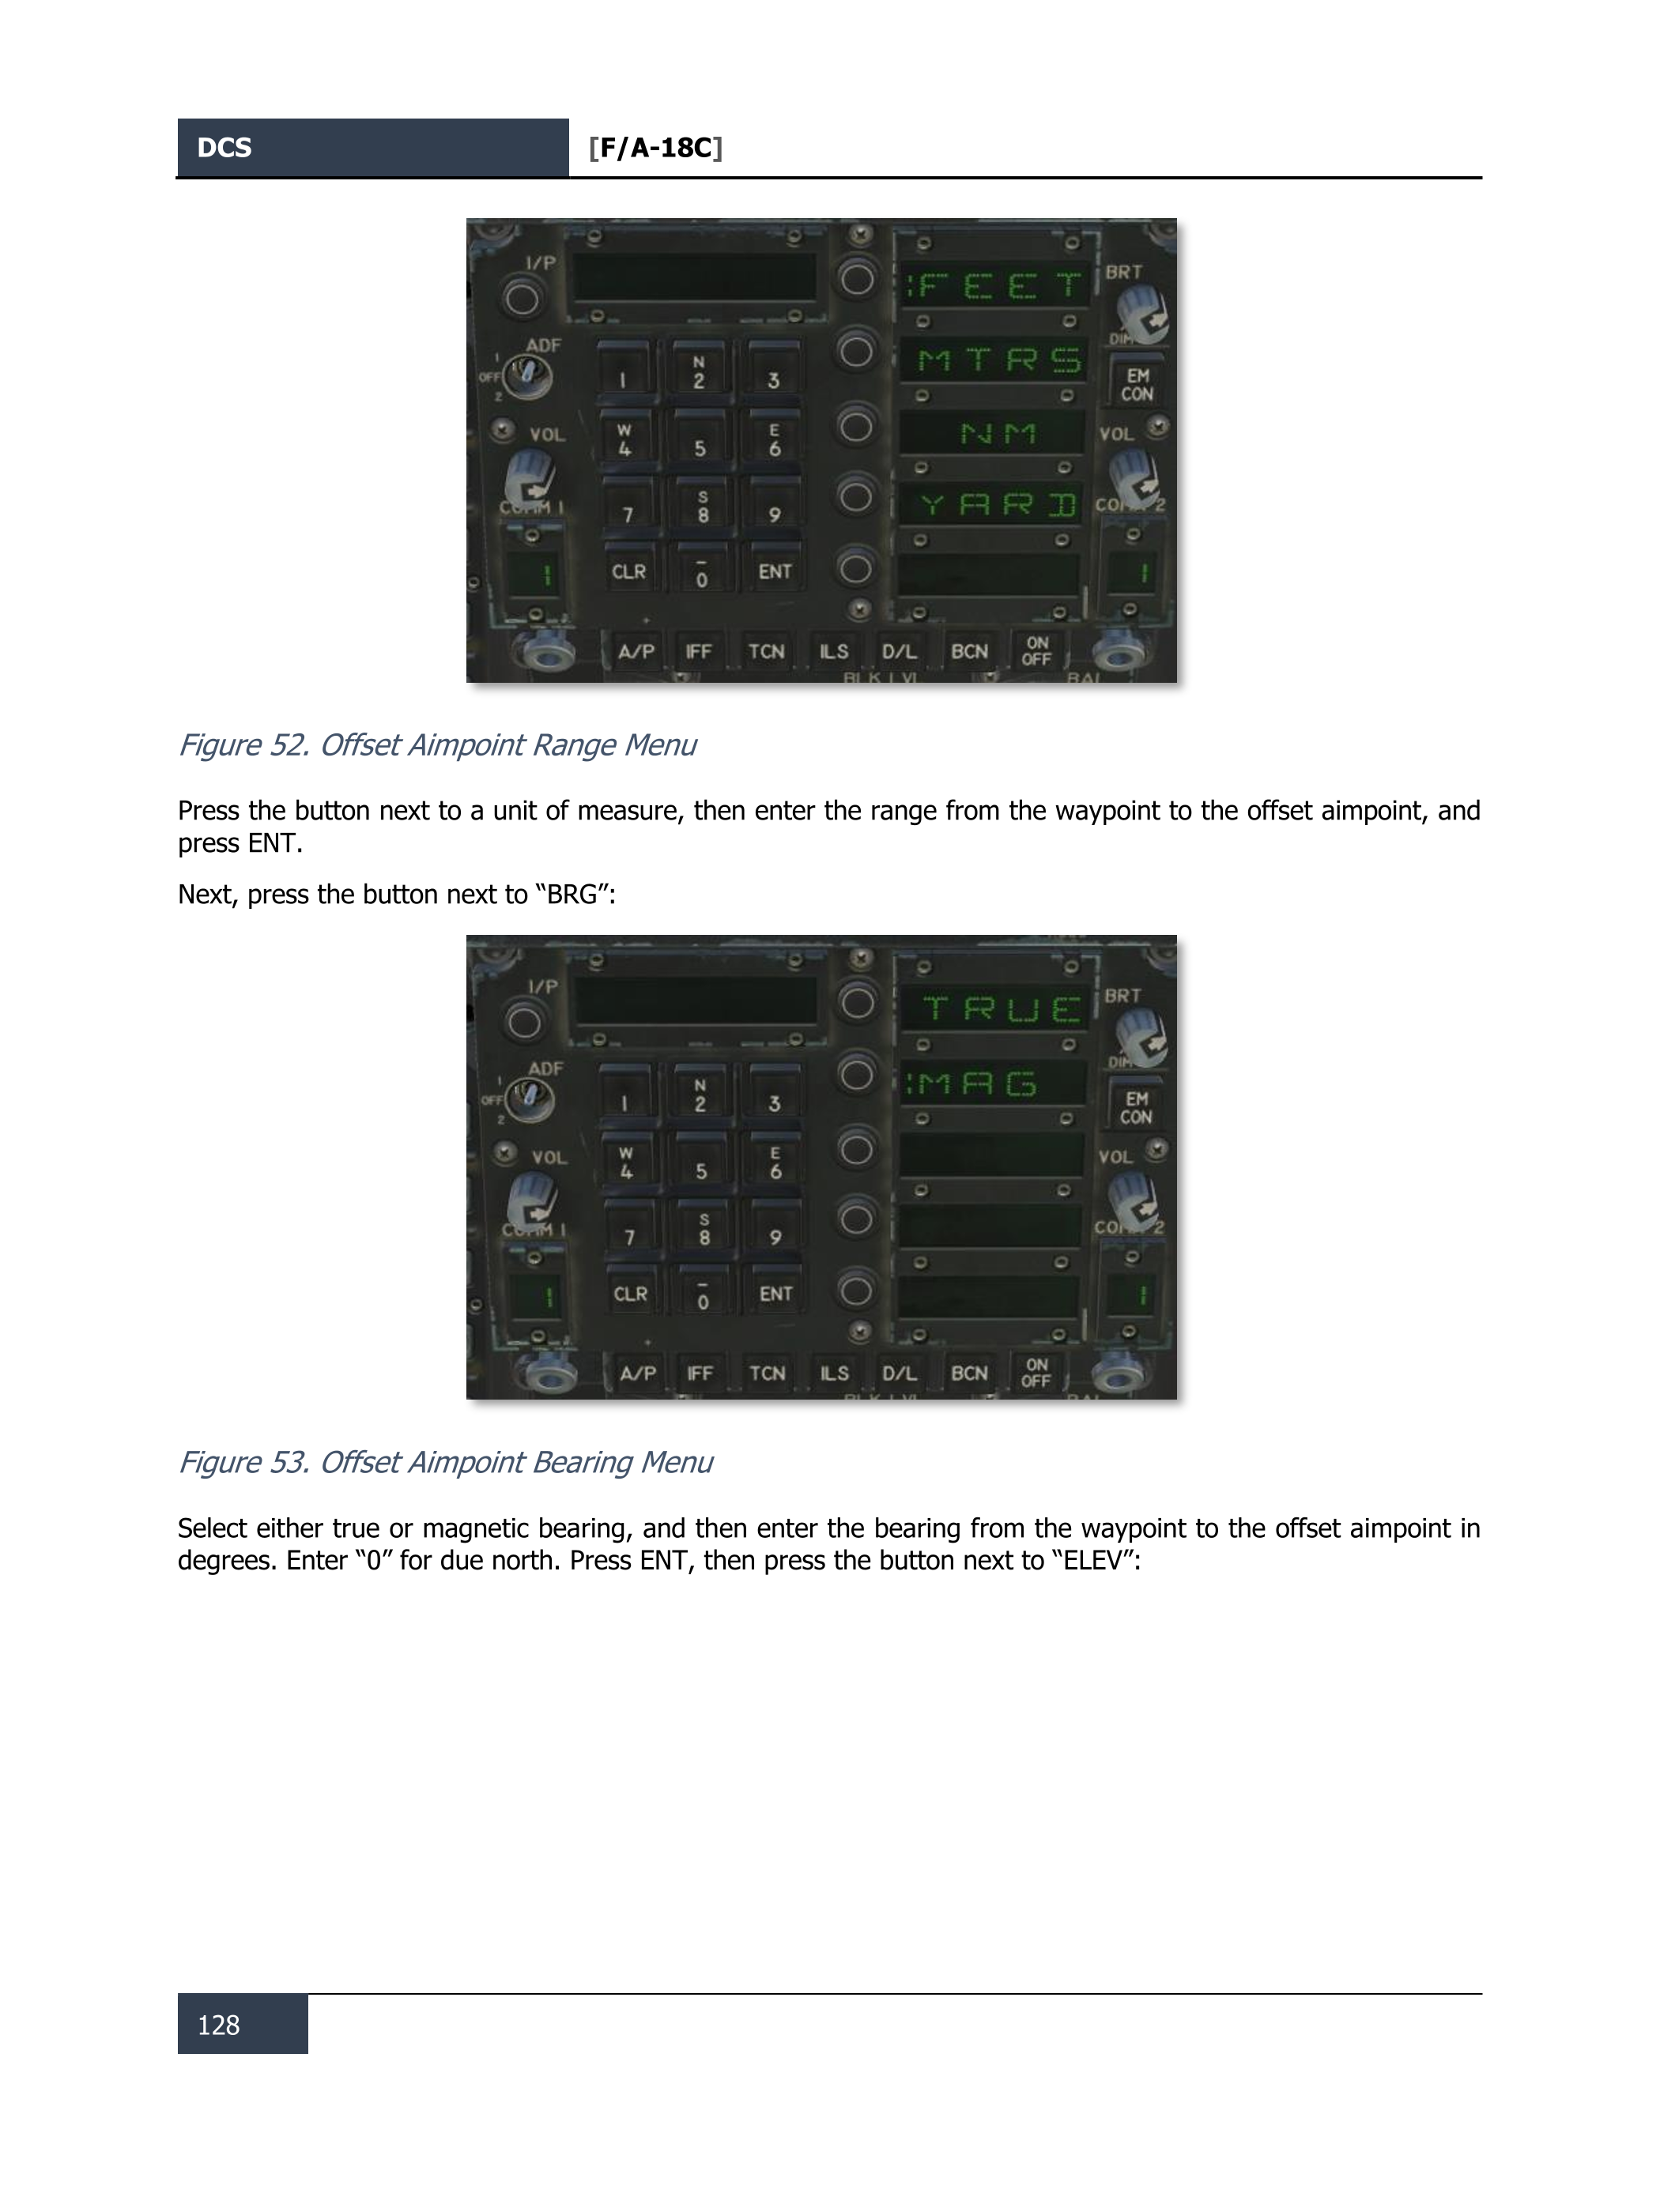 DCS [F/A-18C]
I/P
:FEET
BRT
ADF
1
OFF
2
MTRS
DIM
EM
CON
1
N
2
3
VOL
W
4
5
E
6
NM
VOL
7
S
8
9
YARD
COMM 1
CLR
–
0
ENT
1
1
A/P IFF TCN ILS D/L BCN ON
OFF
Figure 52. Offset Aimpoint Range Menu
Press the button next to a unit of measure, then enter the range from the waypoint to the offset aimpoint, and
press ENT.
Next, press the button next to “BRG”:
I/P
TRUE
BRT
ADF
1
OFF
2
:MAG
DIM
EM
CON
1
N
2
3
VOL
W
4
5
E
6
VOL
7
S
8
9
COMM 1
CLR
–
0
ENT
1
1
A/P IFF TCN ILS D/L BCN ON
OFF
Figure 53. Offset Aimpoint Bearing Menu
Select either true or magnetic bearing, and then enter the bearing from the waypoint to the offset aimpoint in
degrees. Enter “0” for due north. Press ENT, then press the button next to “ELEV”:
128